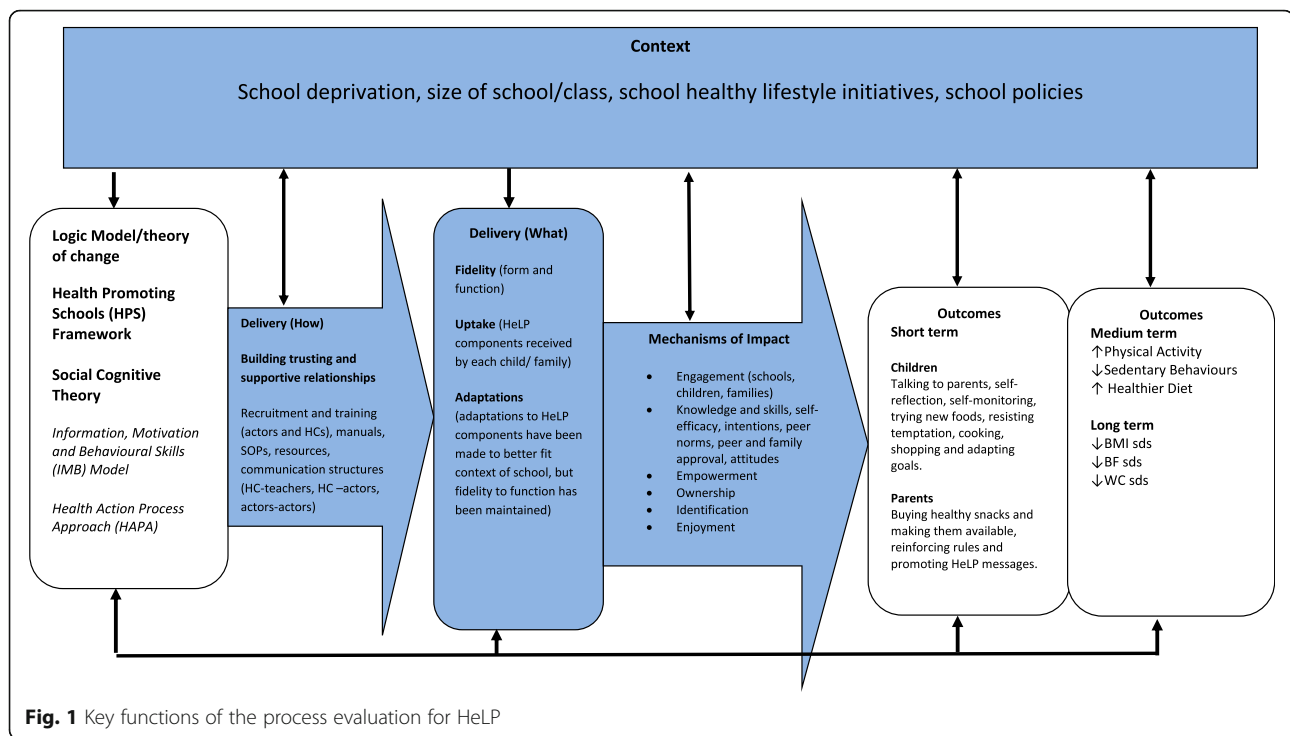 Context
School deprivation, size of school/class, school healthy lifestyle initiatives, school policies
Logic Model/theory
of change
Health Promoting
Schools (HPS)
Framework
Social Cognitive
Theory
Information, Motivation
and Behavioural Skills
(IMB) Model
Health Action Process
Approach (HAPA)
Delivery (How)
Building trusting and
supportive relationships
Recruitment and training
(actors and HCs), manuals,
SOPs, resources,
communication structures
(HC-teachers, HC –actors,
actors-actors)
Delivery (What)
Fidelity (form and
function)
Uptake (HeLP
components received
by each child/ family)
Adaptations
(adaptations to HeLP
components have been
made to better fit
context of school, but
fidelity to function has
been maintained)
Mechanisms of Impact
• Engagement (schools,
children, families)
• Knowledge and skills, self-
efficacy, intentions, peer
norms, peer and family
approval, attitudes
• Empowerment
• Ownership
• Identification
• Enjoyment
Outcomes
Short term
Children
Talking to parents, self-
reflection, self-monitoring,
trying new foods, resisting
temptation, cooking,
shopping and adapting
goals.
Parents
Buying healthy snacks and
making them available,
reinforcing rules and
promoting HeLP messages.
Outcomes
Medium term
↑Physical Activity
↓Sedentary Behaviours
↑ Healthier Diet
Long term
↓BMI sds
↓BF sds
↓WC sds
Fig. 1 Key functions of the process evaluation for HeLP